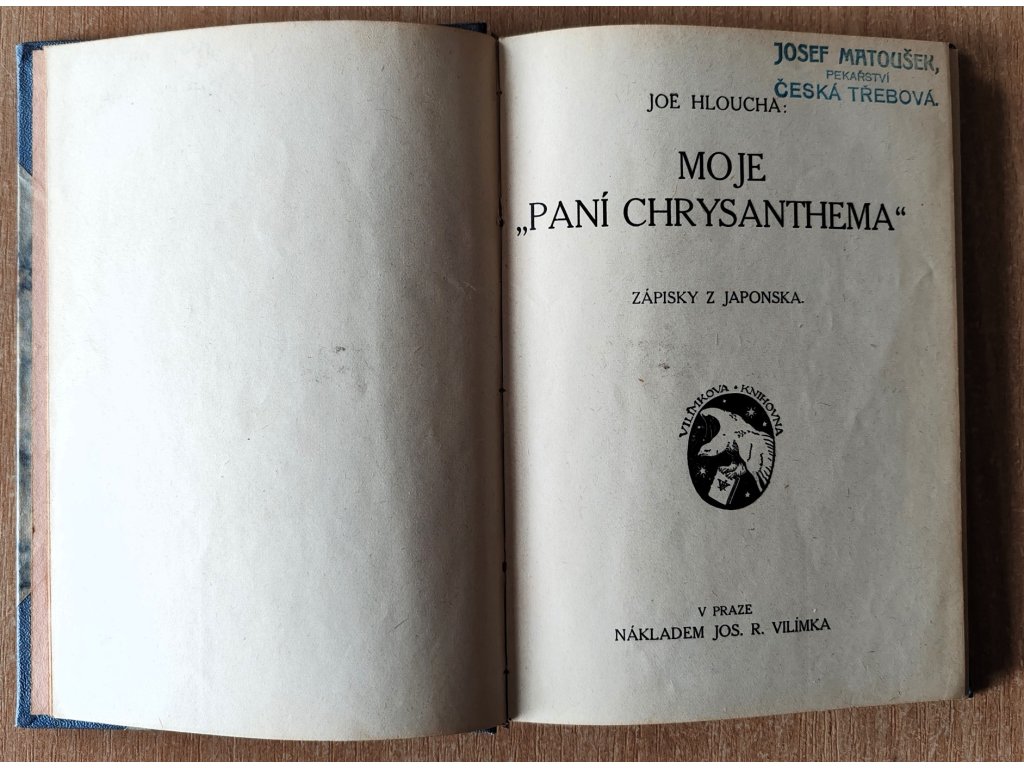 JOSEF MATOUŠEK,
PEKAŘSTVÍ
ČESKÁ TŘEBOVÁ.
JOE HLOUCHA:
MOJE
„PANÍ CHRYSANTHEMA“
ZÁPISKY Z JAPONSKA.
VILÍMKOVA • KNIHOVNA
V PRAZE
NÁKLADEM JOS. R. VILÍMKA